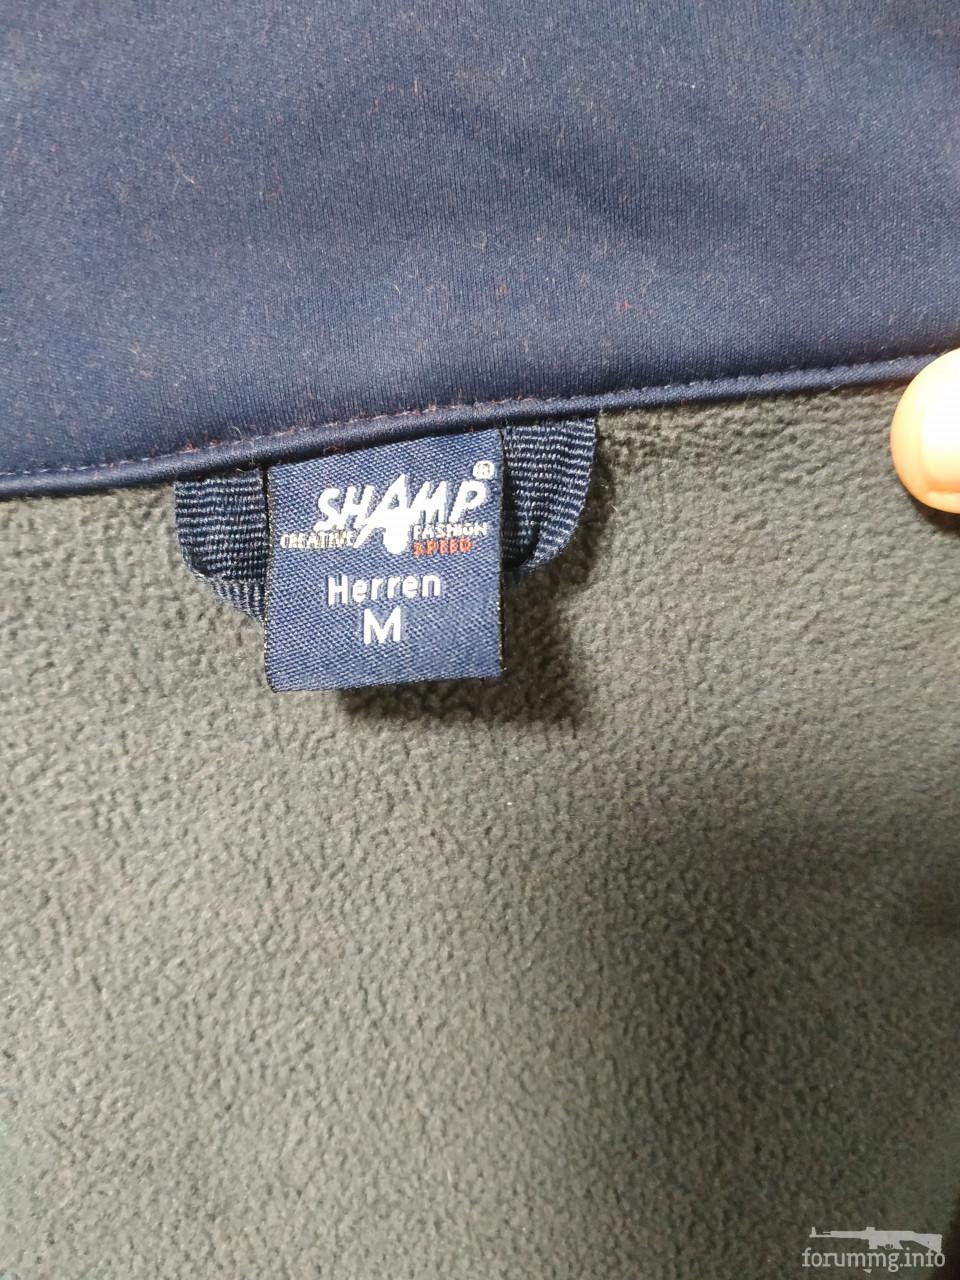 SHAMP®
CREATIVE FASHION
SPEED
Herren
M
forummg.info